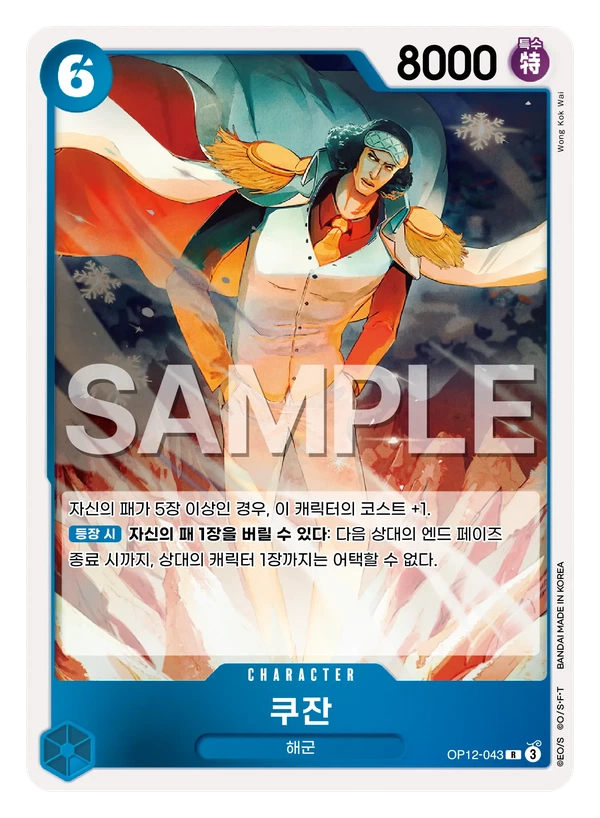 6
8000
특수
特
Wong Kok Wai
SAMPLE
자신의 패가 5장 이상인 경우, 이 캐릭터의 코스트 +1.
등장 시 자신의 패 1장을 버릴 수 있다: 다음 상대의 엔드 페이즈
종료 시까지, 상대의 캐릭터 1장까지는 어택할 수 없다.
CHARACTER
쿠잔
해군
OP12-043 R 3
©EO/S ©O/S·F·T BANDAI MADE IN KOREA